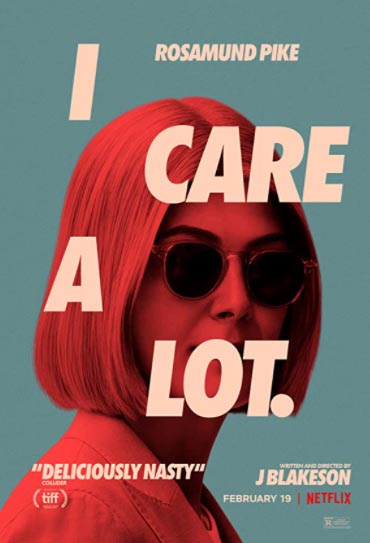 ROSAMUND PIKE
I
CARE
A
LOT.
"DELICIOUSLY NASTY"
COLLIDER
tiff
WRITTEN AND DIRECTED BY
J BLAKESON
FEBRUARY 19 | NETFLIX
R